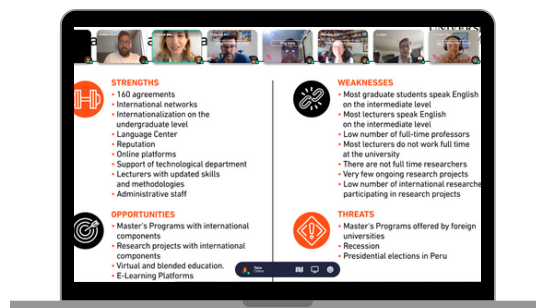 STRENGTHS
• 160 agreements
• International networks
• Internationalization on the
undergraduate level
• Language Center
• Reputation
• Online platforms
• Support of technological department
• Lecturers with updated skills
and methodologies
• Administrative staff
WEAKNESSES
• Most graduate students speak English
on the intermediate level
• Most lecturers speak English
on the intermediate level
• Low number of full-time professors
• Most lecturers do not work full time
at the university
• There are not full time researchers
• Very few ongoing research projects
• Low number of international researche
participating in research projects
OPPORTUNITIES
• Master's Programs with international
components
• Research projects with international
components
• Virtual and blended education.
• E-Learning Platforms
THREATS
• Master's Programs offered by foreign
universities
• Recession
• Presidential elections in Peru